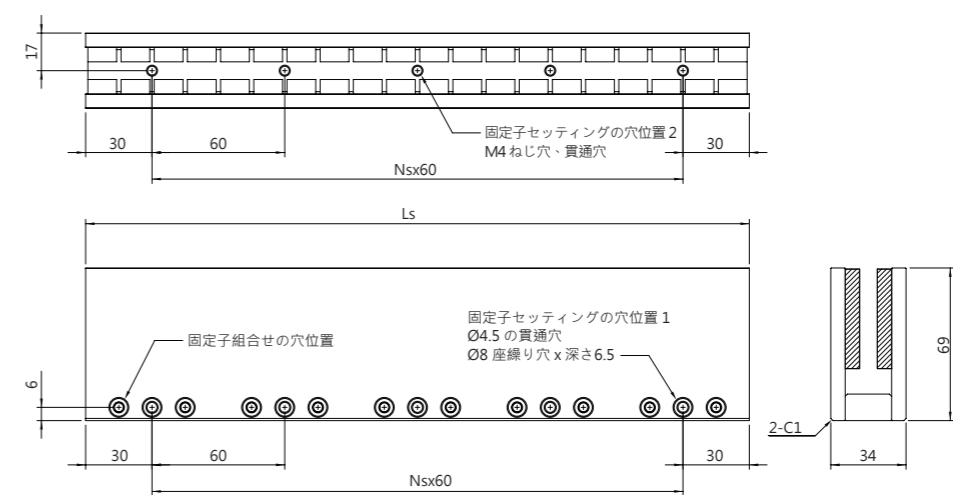 17
30
60
固定子セッティングの穴位置 2
M4 ねじ穴、貫通穴
30
Nsx60
Ls
固定子組合せの穴位置
固定子セッティングの穴位置 1
Ø4.5 の貫通穴
Ø8 座繰り穴 x 深さ6.5
6
69
2-C1
30
60
30
34
Nsx60